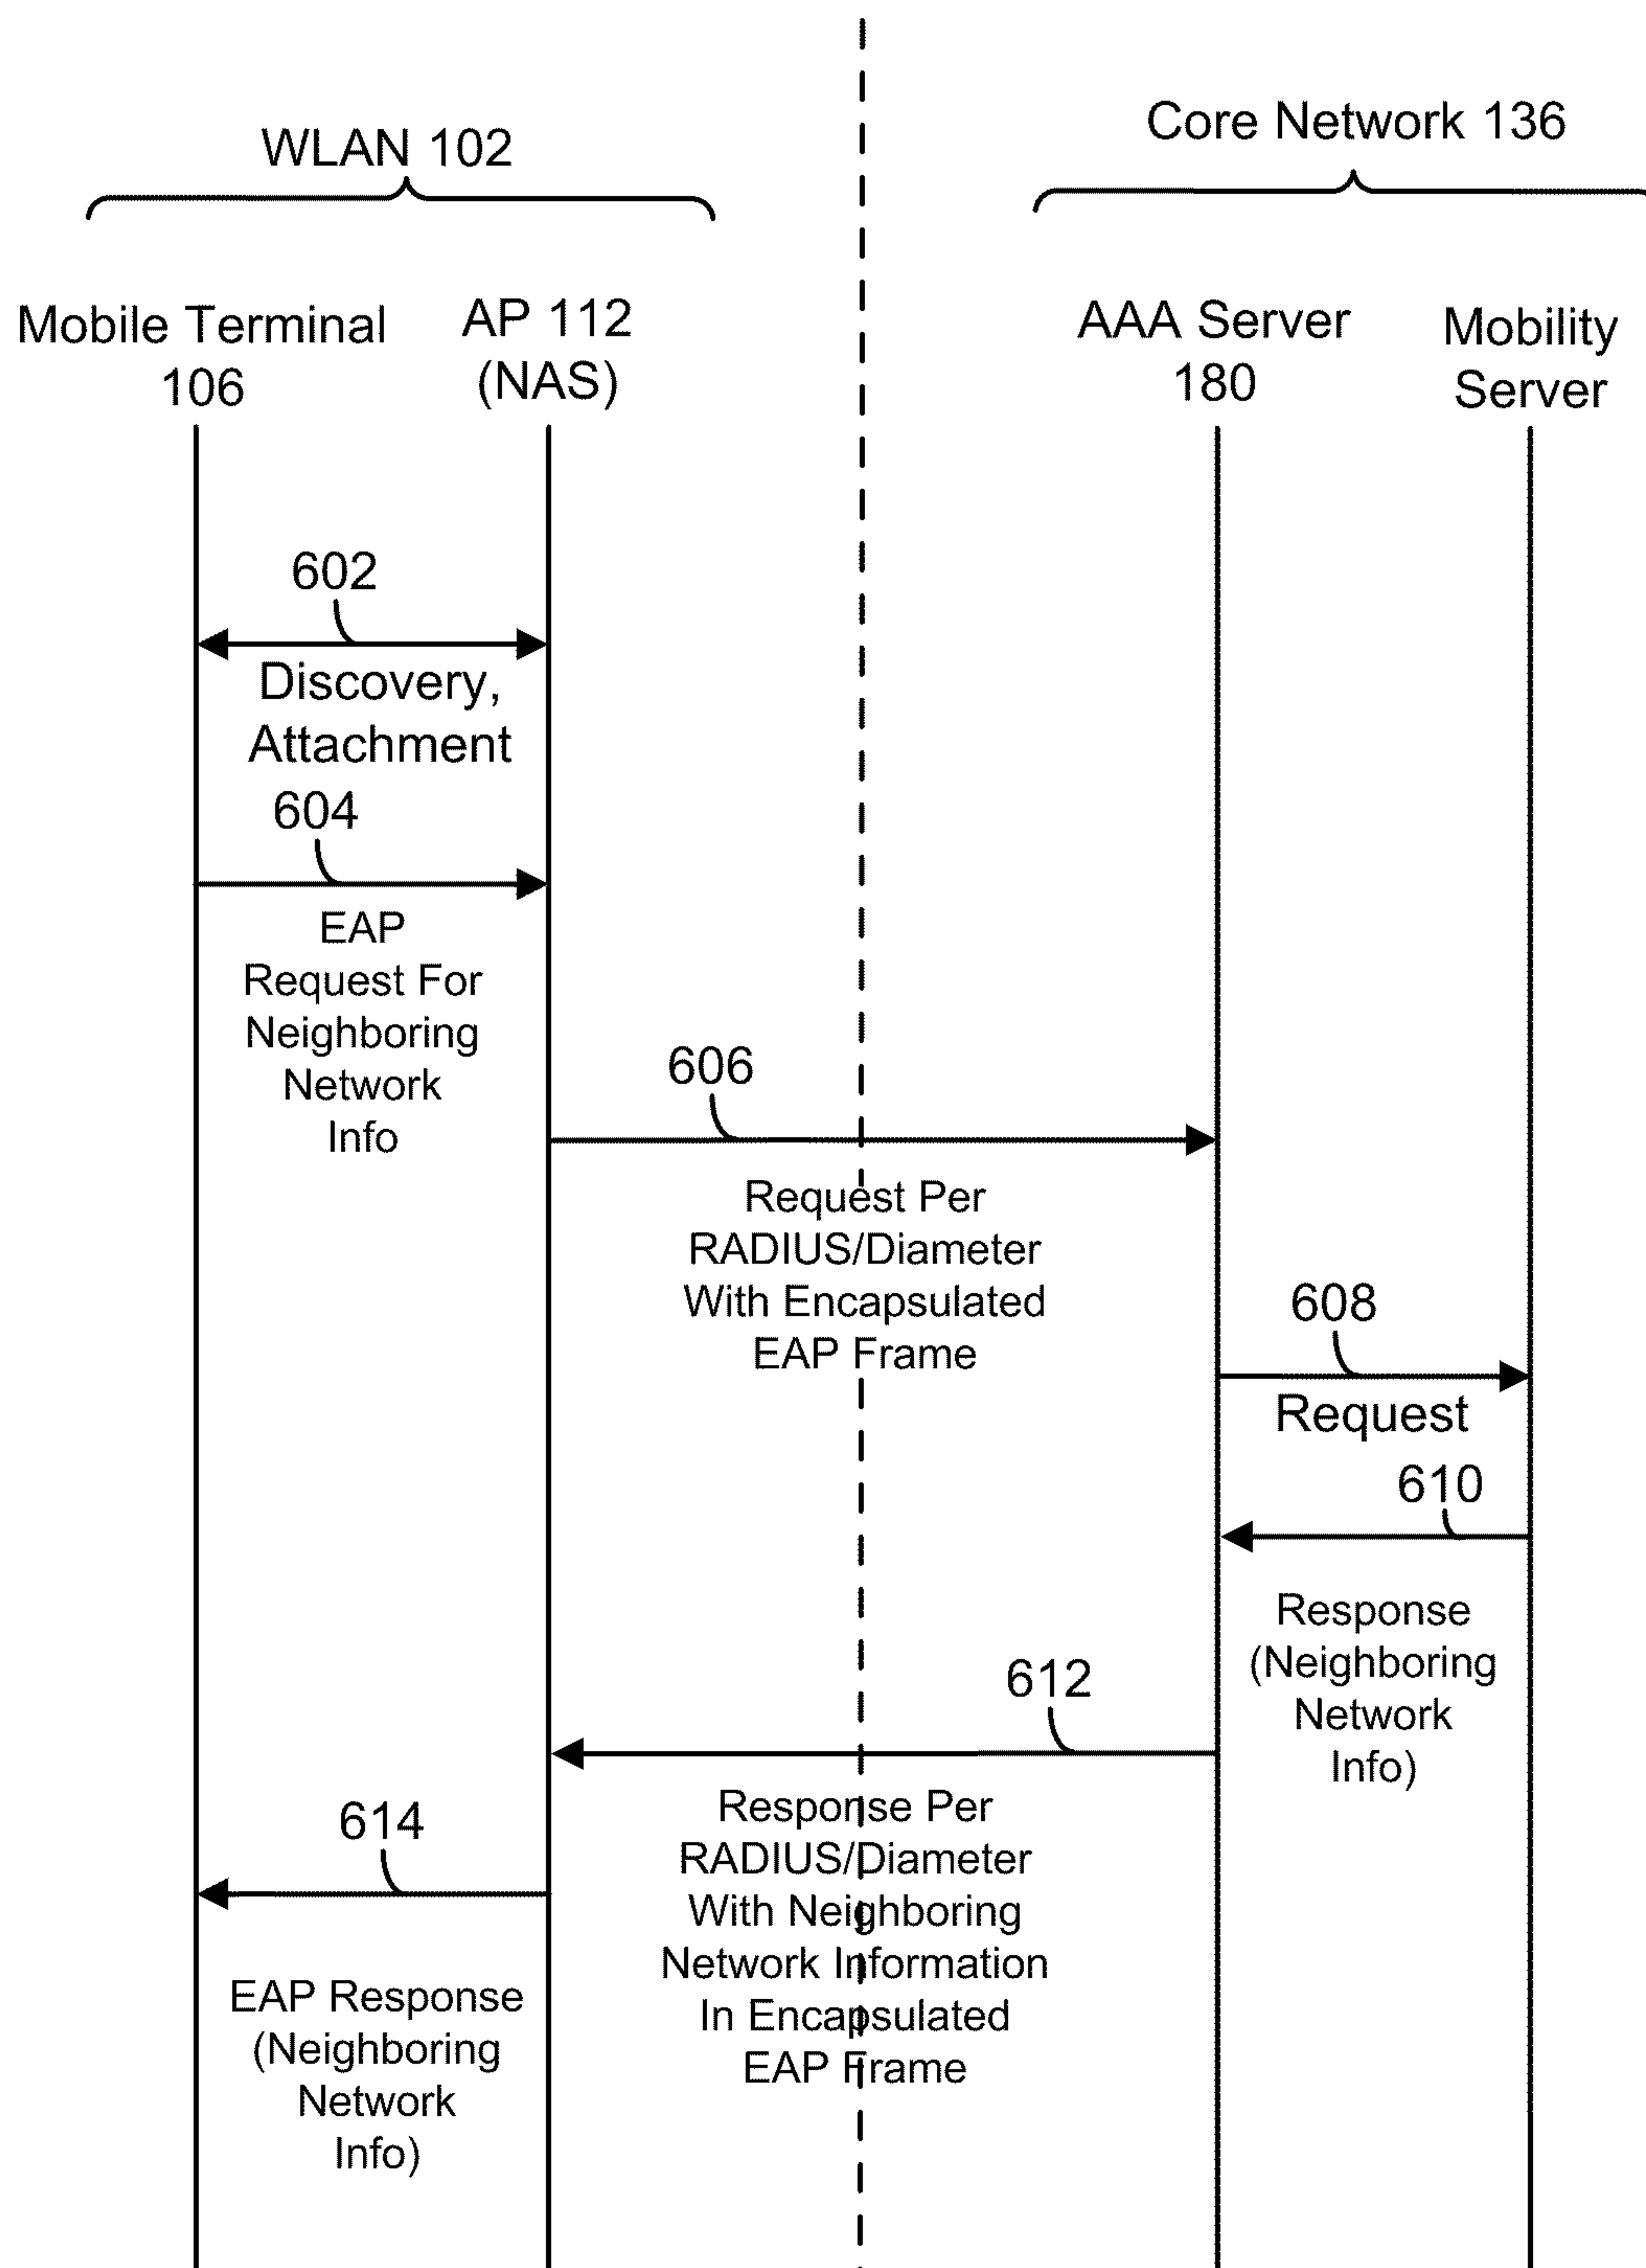 WLAN 102
Core Network 136
Mobile Terminal
106
AP 112
(NAS)
AAA Server
180
Mobility
Server
602
Discovery,
Attachment
604
EAP
Request For
Neighboring
Network
Info
606
Request Per
RADIUS/Diameter
With Encapsulated
EAP Frame
608
Request
610
Response
(Neighboring
Network
Info)
612
Response Per
RADIUS/Diameter
With Neighboring
Network Information
In Encapsulated
EAP Frame
614
EAP Response
(Neighboring
Network
Info)